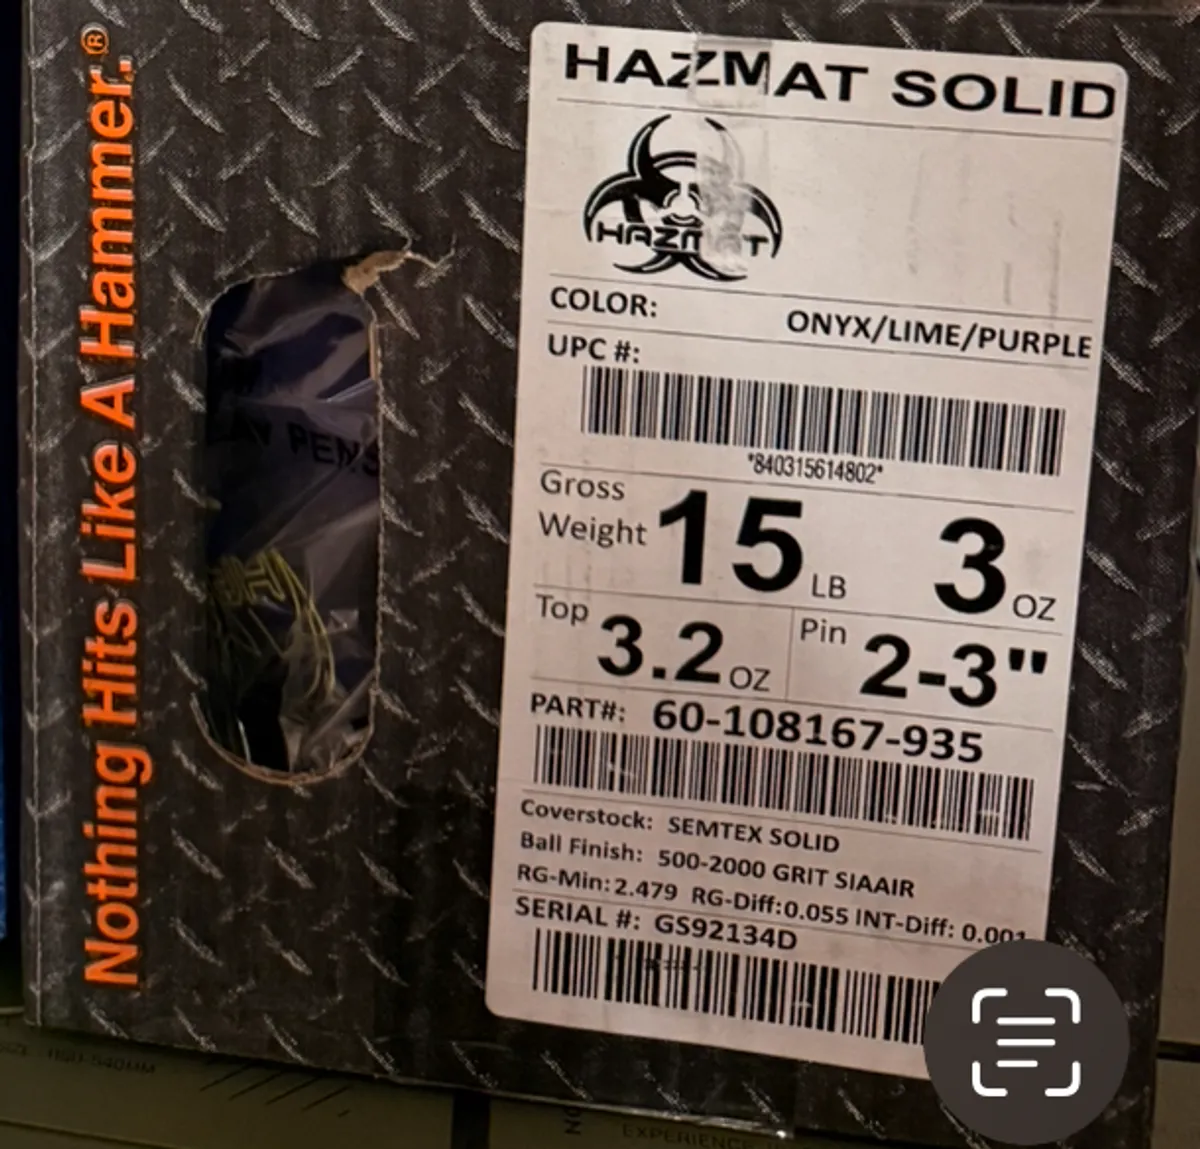 Nothing Hits Like A Hammer.®
PENS
HAZMAT SOLID
COLOR: ONYX/LIME/PURPLE
UPC #:
*840315614802*
Gross Weight 15 LB 3 OZ
Top 3.2 OZ Pin 2-3"
PART#: 60-108167-935
Coverstock: SEMTEX SOLID
Ball Finish: 500-2000 GRIT SIAAIR
RG-Min: 2.479 RG-Diff:0.055 INT-Diff: 0.001
SERIAL #: GS92134D
EXPERIENCE